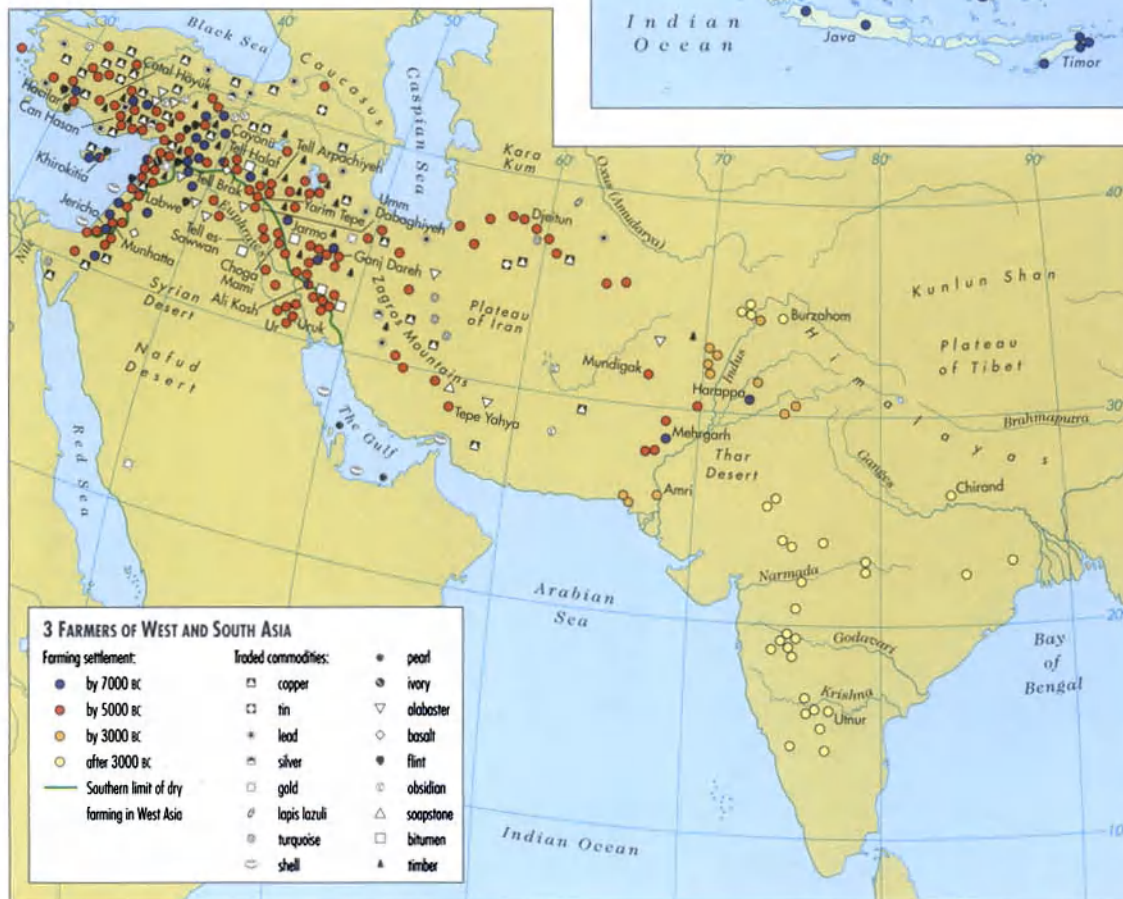 Indian
Ocean
Java
Timor
Black Sea
30°
40°
50°
Caucasus
Caspian Sea
Kara
Kum
60°
Oxus (Amudarya)
70°
80°
90°
40°
Catal Hüyük
Hacilar
Can Hasan
Khirokitia
Cayönü
Tell Halaf
Tell Arpachiyeh
Tell Brak
Umm
Dabaghiyeh
Yarim Tepe
Jericho
Labwe
Euphrates
Jarmo
Tell es-
Sawwan
Ganj Dareh
Djeitun
Nile
Munhatta
Choga
Mami
Ali Kosh
Syrian
Desert
Ur
Uruk
Zagros Mountains
Plateau
of Iran
Nafud
Desert
Red Sea
The Gulf
Tepe Yahya
Mundigak
Indus
Burzahom
Harappa
Himalayas
Kunlun Shan
Plateau
of Tibet
30°
Brahmaputra
Mehrgarh
Thar
Desert
Ganges
Chirand
Amri
Narmada
Arabian
Sea
20°
Godavari
Bay
of
Bengal
Krishna
Utnur
Indian Ocean
10°
3 FARMERS OF WEST AND SOUTH ASIA
Farming settlement:
by 7000 BC
by 5000 BC
by 3000 BC
after 3000 BC
Southern limit of dry
farming in West Asia
Traded commodities:
copper
tin
lead
silver
gold
lapis lazuli
turquoise
shell
pearl
ivory
alabaster
basalt
flint
obsidian
soapstone
bitumen
timber